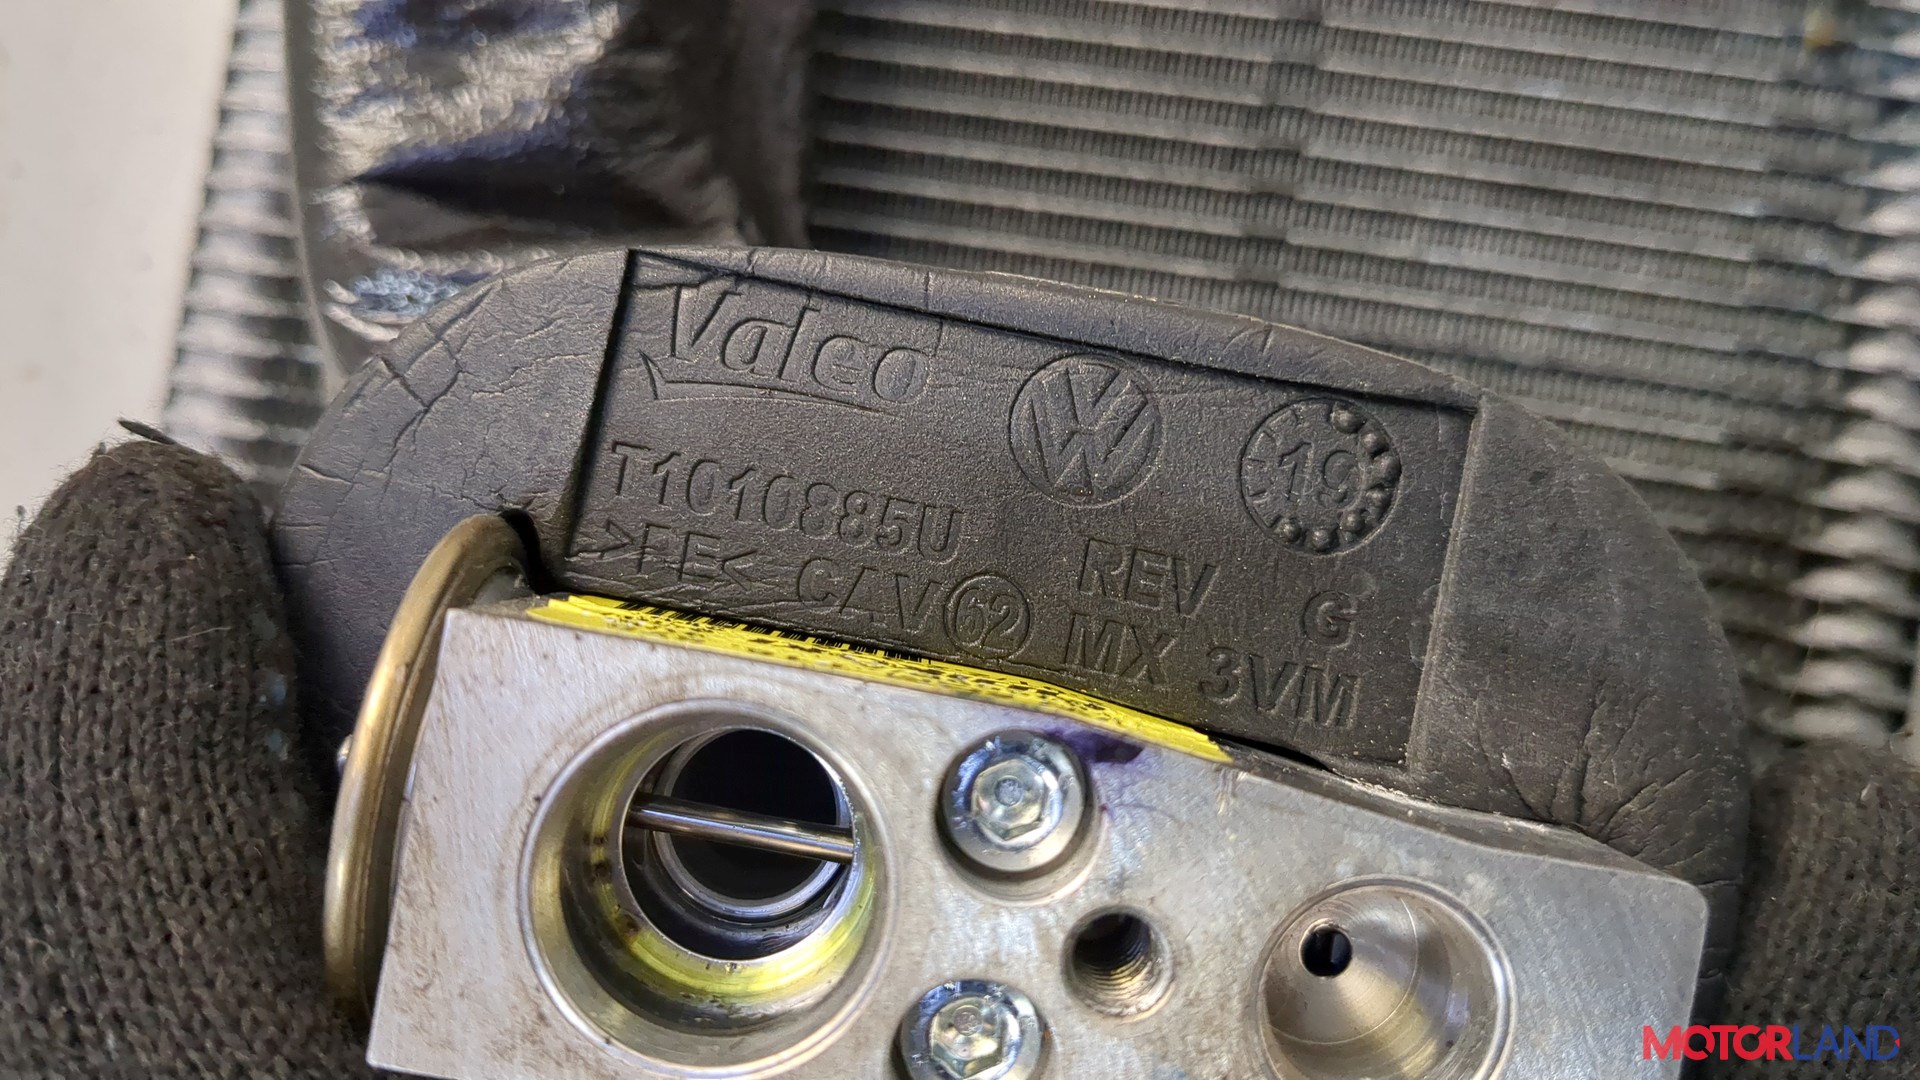 Valeo
19
T1010885U
REV G
>PE< CAV 62 MX 3VM
MOTORLAND